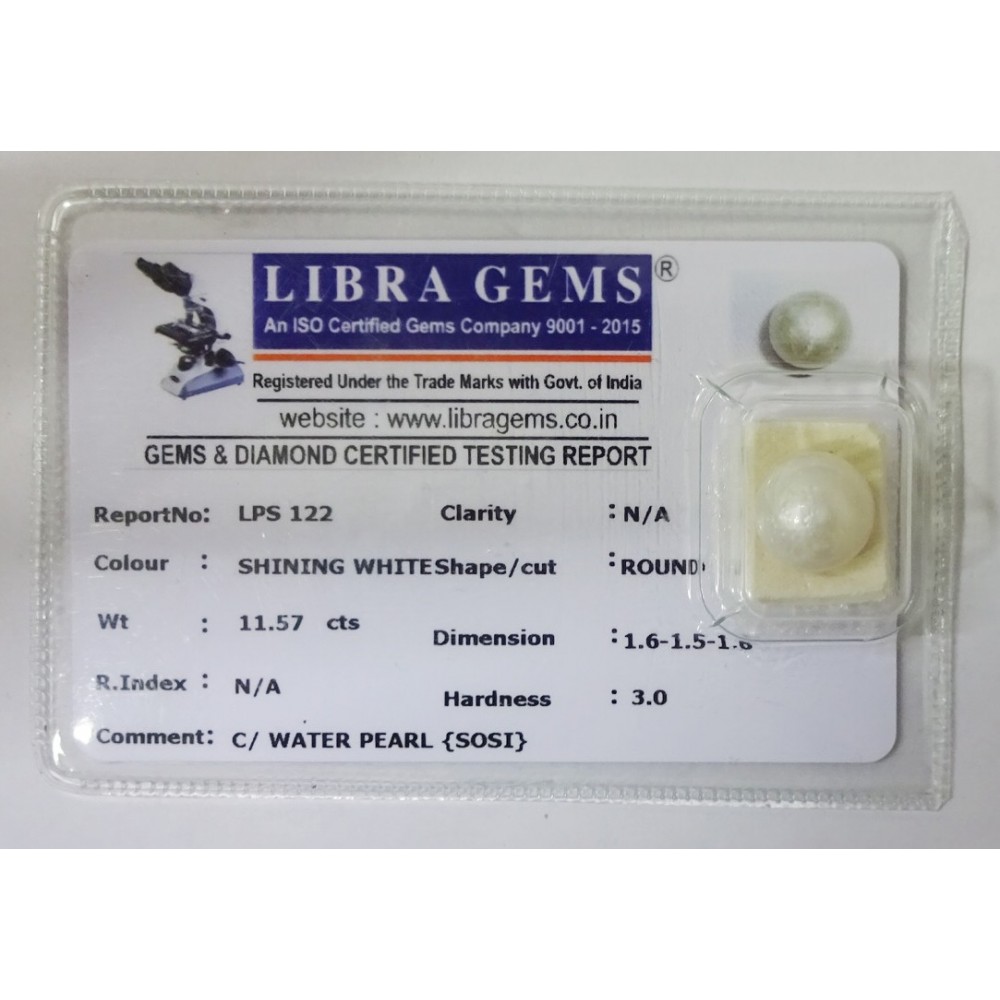 LIBRA GEMS ®
An ISO Certified Gems Company 9001 - 2015
Registered Under the Trade Marks with Govt. of India
website : www.libragems.co.in
GEMS & DIAMOND CERTIFIED TESTING REPORT
ReportNo: LPS 122 Clarity : N/A
Colour : SHINING WHITE Shape/cut : ROUND
Wt : 11.57 cts Dimension : 1.6-1.5-1.6
R.Index : N/A Hardness : 3.0
Comment: C/ WATER PEARL {SOSI}